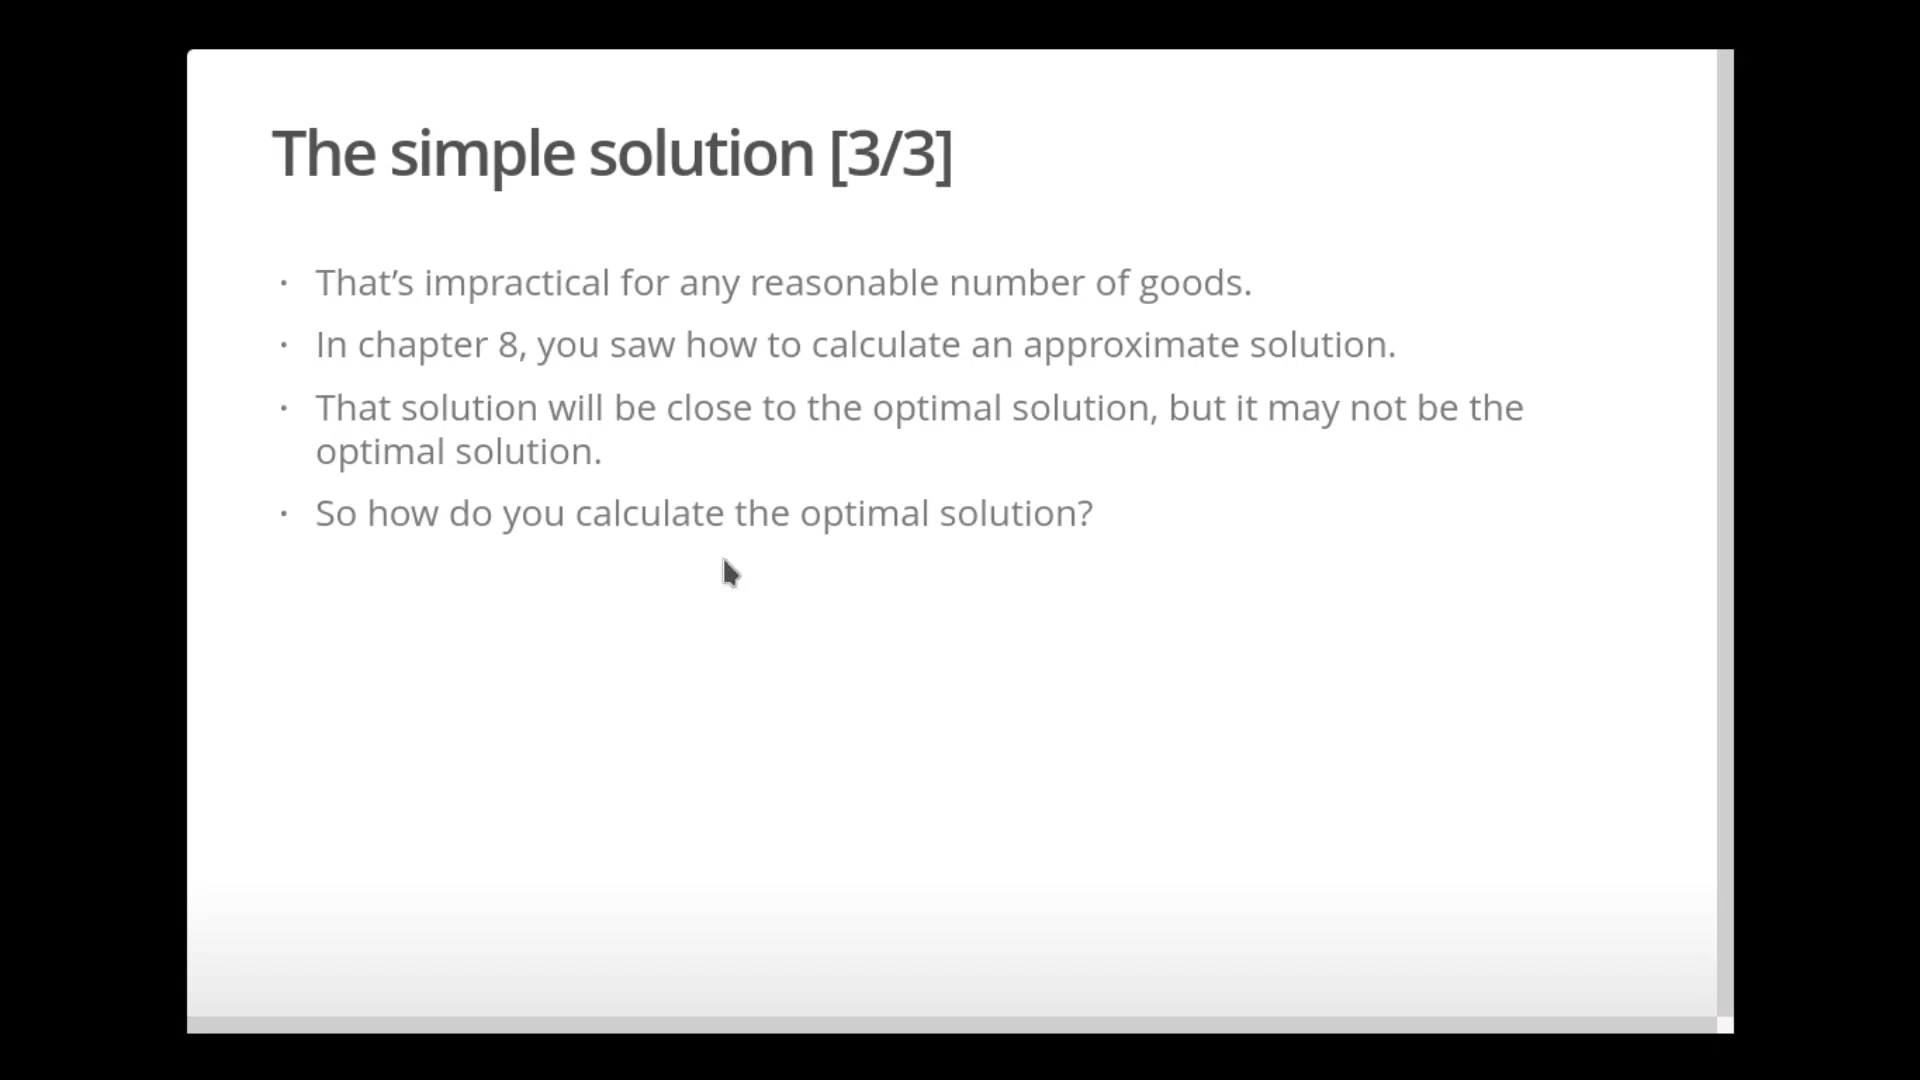 The simple solution [3/3]
· That’s impractical for any reasonable number of goods.
· In chapter 8, you saw how to calculate an approximate solution.
· That solution will be close to the optimal solution, but it may not be the
optimal solution.
· So how do you calculate the optimal solution?